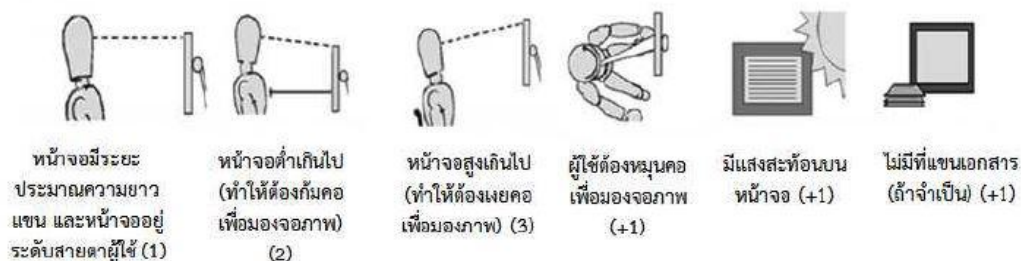 หน้าจอมีระยะ
ประมาณความยาว
แขน และหน้าจออยู่
ระดับสายตาผู้ใช้ (1)
หน้าจอต่ำเกินไป
(ทำให้ต้องก้มคอ
เพื่อมองจอภาพ)
(2)
หน้าจอสูงเกินไป
(ทำให้ต้องเงยคอ
เพื่อมองภาพ) (3)
ผู้ใช้ต้องหมุนคอ
เพื่อมองจอภาพ
(+1)
มีแสงสะท้อนบน
หน้าจอ (+1)
ไม่มีที่แขนเอกสาร
(ถ้าจำเป็น) (+1)